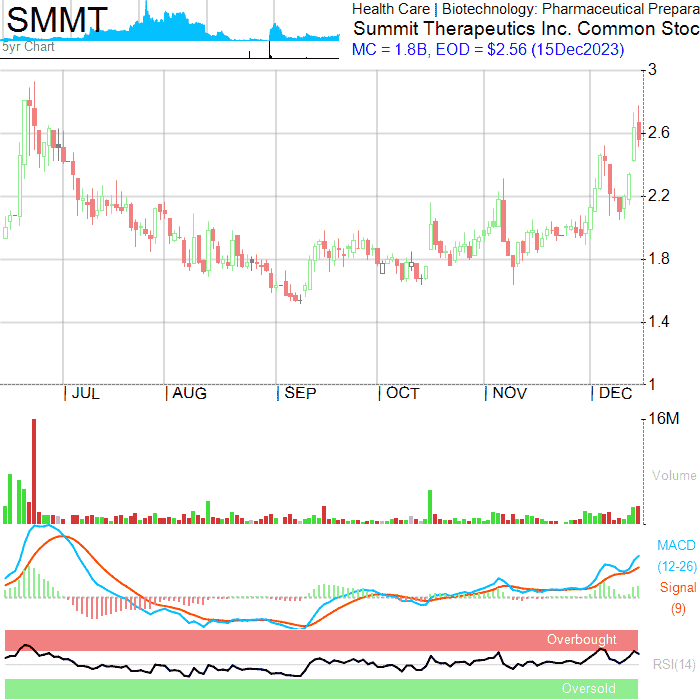 SMMT
5yr Chart
Health Care | Biotechnology: Pharmaceutical Prepara
Summit Therapeutics Inc. Common Stoc
MC = 1.8B, EOD = $2.56 (15Dec2023)
3
2.6
2.2
1.8
1.4
1
JUL
AUG
SEP
OCT
NOV
DEC
16M
Volume
MACD
(12-26)
Signal
(9)
Overbought
RSI(14)
Oversold